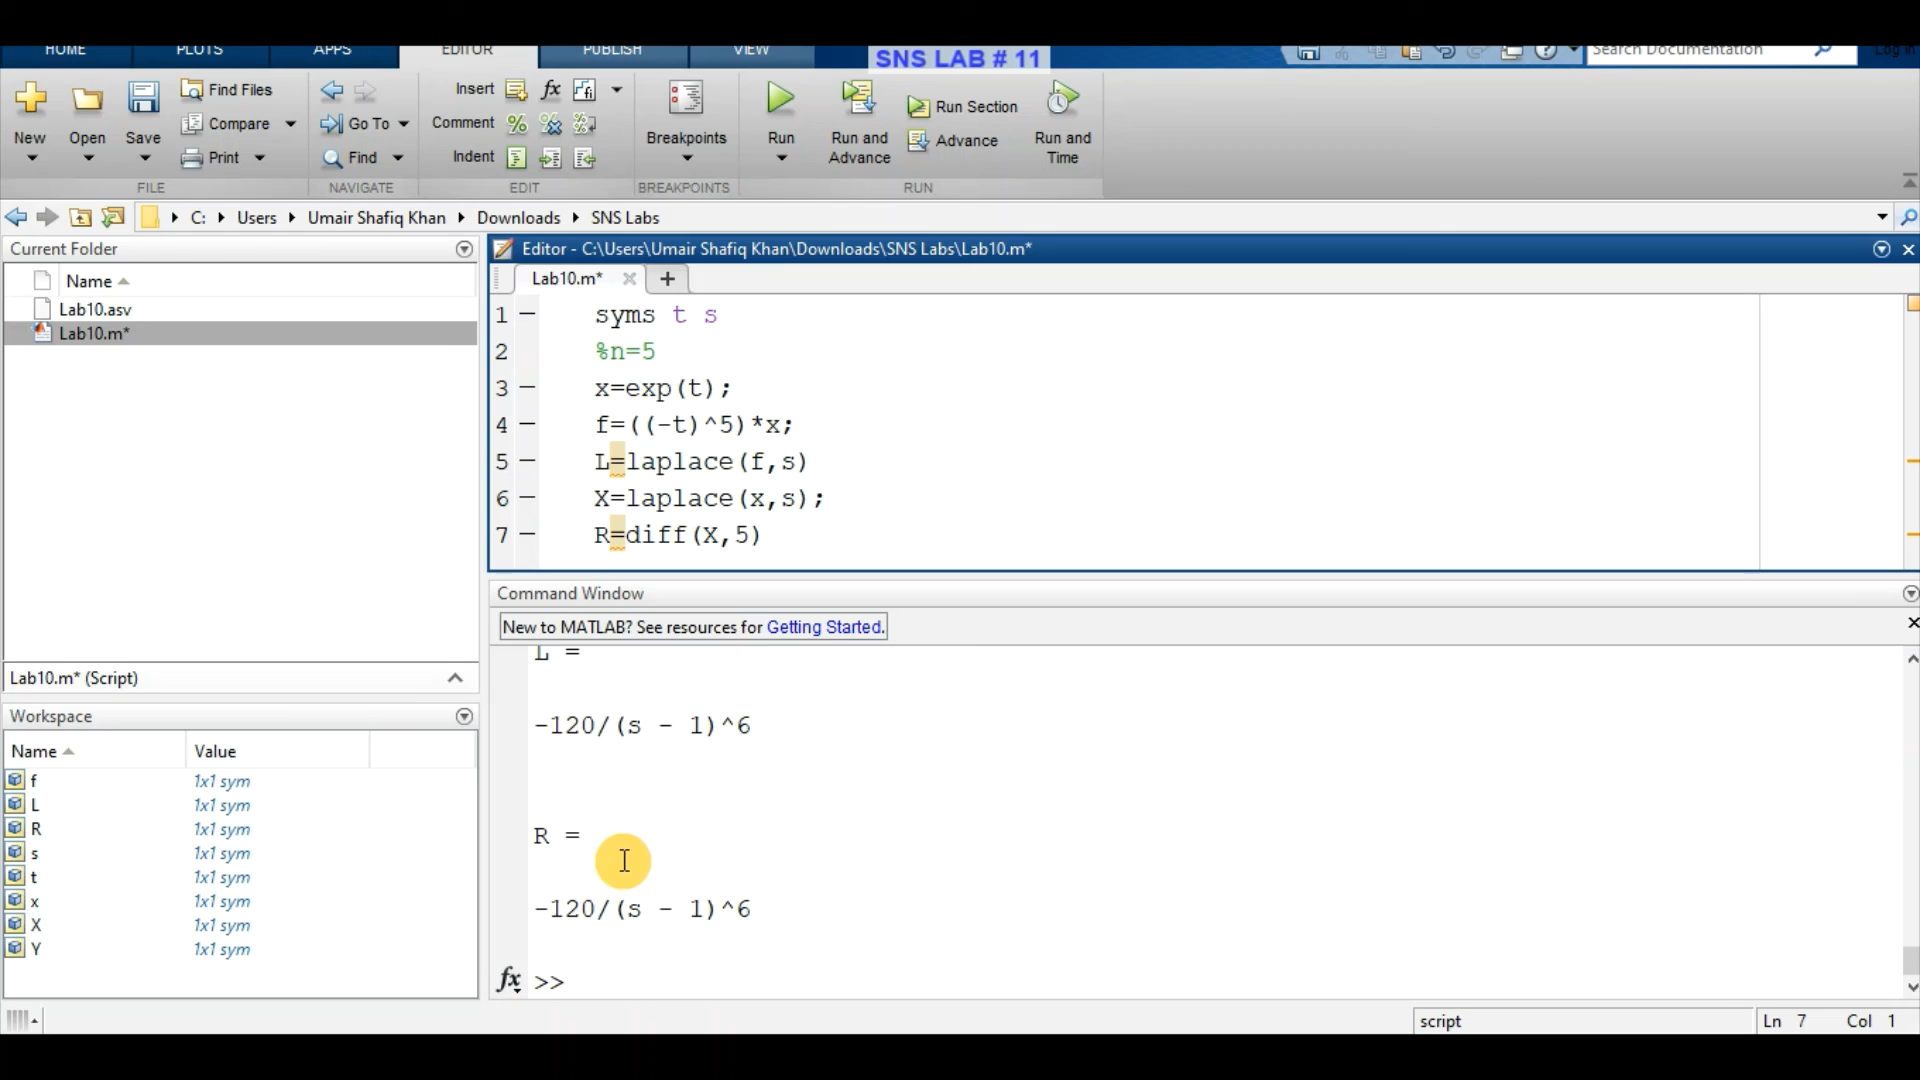 HOME PLOTS APPS EDITOR PUBLISH VIEW
SNS LAB # 11
Search Documentation
Log In
New
Open
Save
Find Files
Compare
Print
FILE
Go To
Find
NAVIGATE
Insert
Comment
Indent
EDIT
Breakpoints
BREAKPOINTS
Run
Run and
Advance
Run Section
Advance
Run and
Time
RUN
C: Users Umair Shafiq Khan Downloads SNS Labs
Current Folder
Name
Lab10.asv
Lab10.m*
Lab10.m* (Script)
Workspace
Name Value
f 1x1 sym
L 1x1 sym
R 1x1 sym
s 1x1 sym
t 1x1 sym
x 1x1 sym
X 1x1 sym
Y 1x1 sym
Editor - C:\Users\Umair Shafiq Khan\Downloads\SNS Labs\Lab10.m*
Lab10.m*
1 syms t s
2 %n=5
3 x=exp(t);
4 f=((-t)^5)*x;
5 L=laplace(f,s)
6 X=laplace(x,s);
7 R=diff(X,5)
Command Window
New to MATLAB? See resources for Getting Started.
L =
-120/(s - 1)^6
R =
-120/(s - 1)^6
fx >>
script Ln 7 Col 1